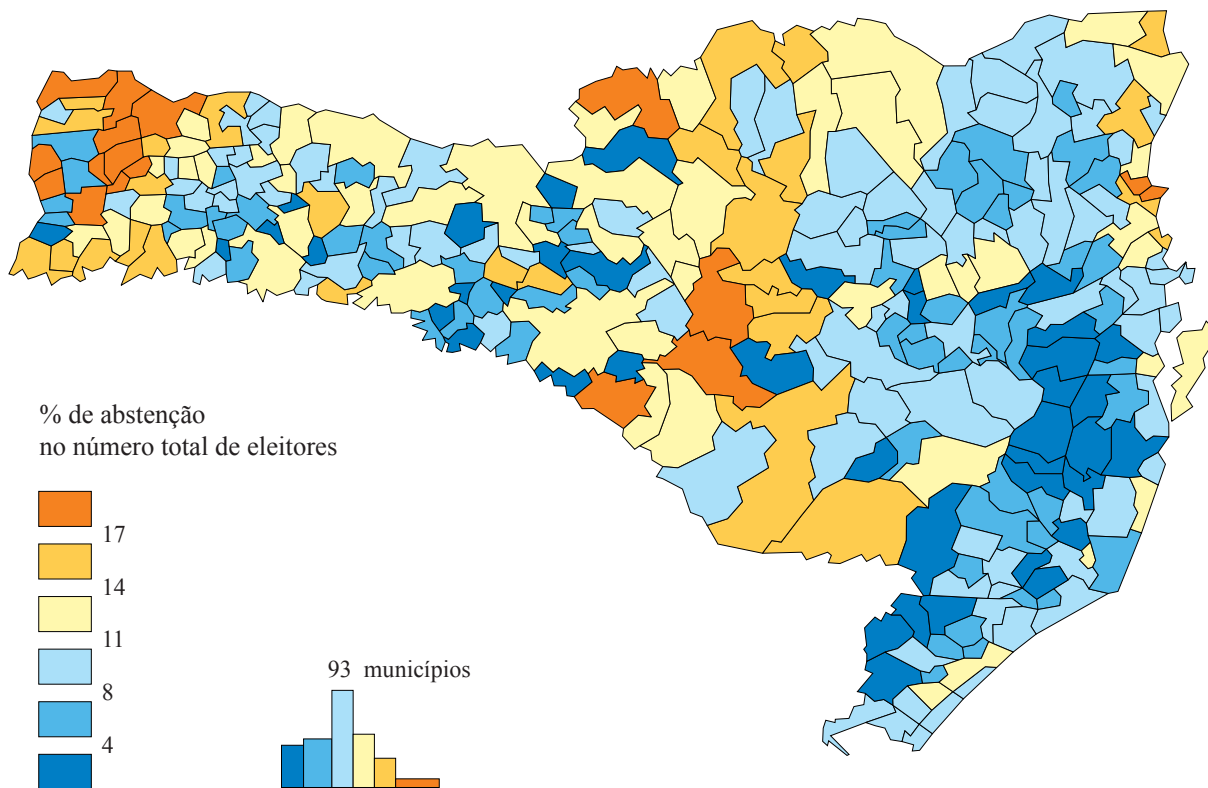 % de abstenção
no número total de eleitores
17
14
11
8
4
93 municípios